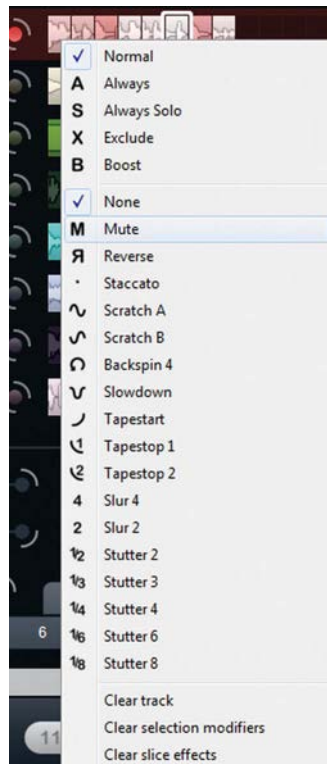 ✓ Normal
A Always
S Always Solo
X Exclude
B Boost
✓ None
M Mute
Я Reverse
· Staccato
Scratch A
Scratch B
Backspin 4
Slowdown
Tapestart
1 Tapestop 1
2 Tapestop 2
4 Slur 4
2 Slur 2
1/2 Stutter 2
1/3 Stutter 3
1/4 Stutter 4
6 1/6 Stutter 6
1/8 Stutter 8
Clear track
Clear selection modifiers
11 Clear slice effects